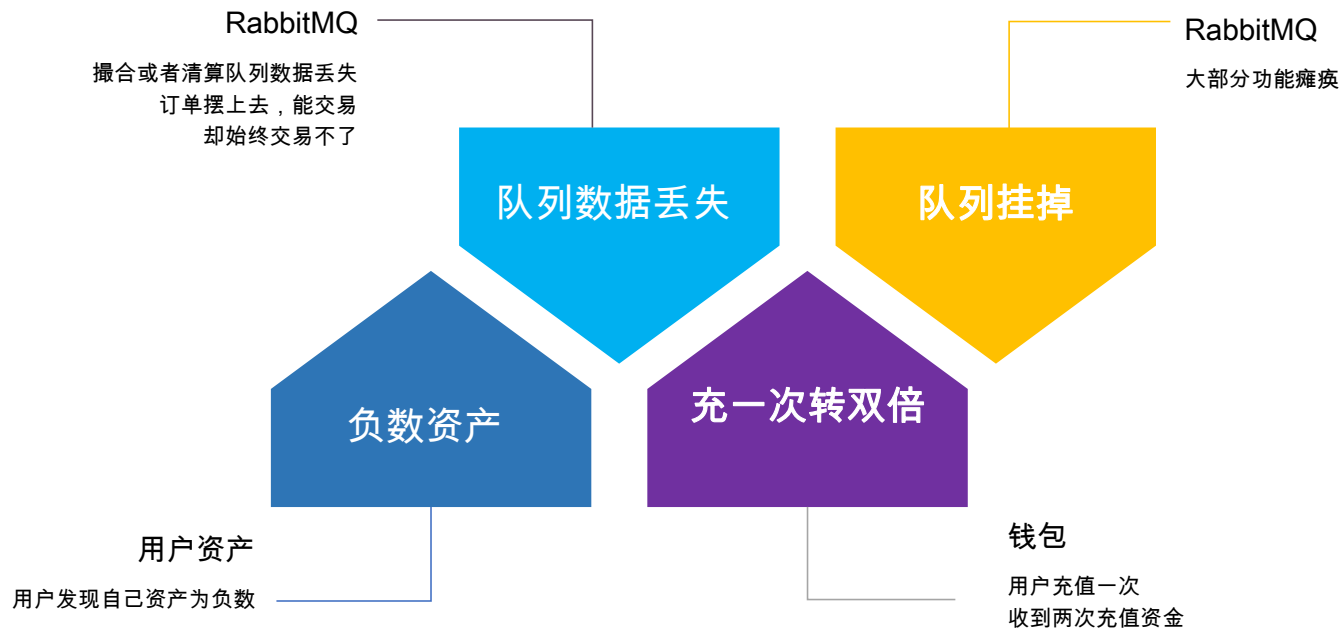 RabbitMQ
撮合或者清算队列数据丢失
订单摆上去，能交易
却始终交易不了
RabbitMQ
大部分功能瘫痪
队列数据丢失
队列挂掉
负数资产
充一次转双倍
用户资产
用户发现自己资产为负数
钱包
用户充值一次
收到两次充值资金